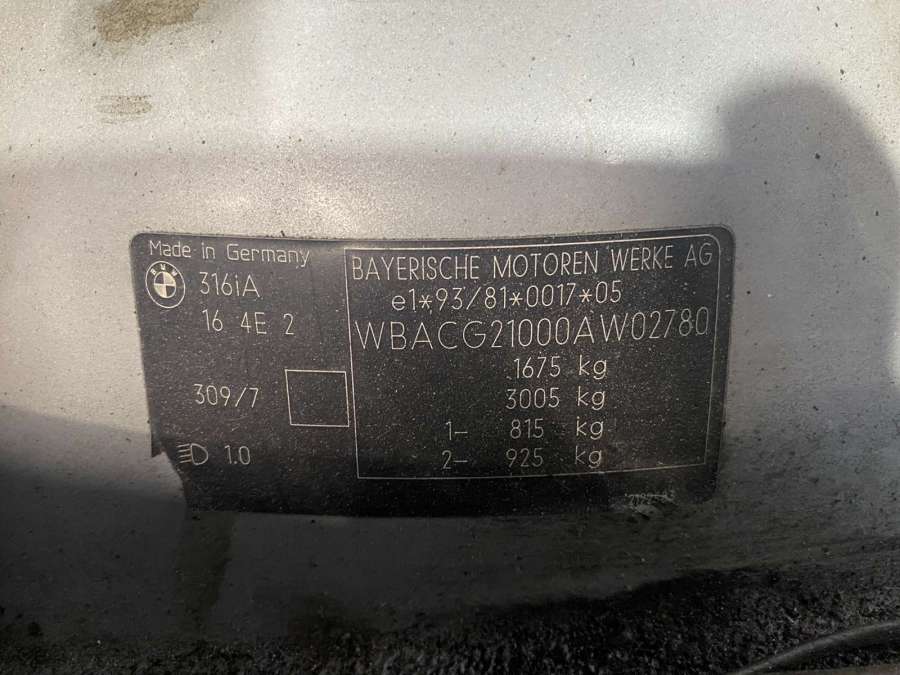 Made in Germany
BMW
316iA
16 4E 2
309/7
1.0
BAYERISCHE MOTOREN WERKE AG
e1*93/81*0017*05
WBACG21000AW02780
1675 kg
3005 kg
1- 815 kg
2- 925 kg